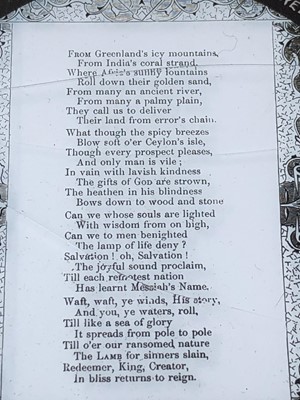 FROM Greenland's icy mountains,
From India's coral strand,
Where Afric's sunny fountains
Roll down their golden sand,
From many an ancient river,
From many a palmy plain,
They call us to deliver
Their land from error's chain.
What though the spicy breezes
Blow soft o'er Ceylon's isle,
Though every prospect pleases,
And only man is vile;
In vain with lavish kindness
The gifts of GOD are strown,
The heathen in his blindness
Bows down to wood and stone
Can we whose souls are lighted
With wisdom from on high,
Can we to men benighted
The lamp of life deny?
Salvation! oh, Salvation!
The joyful sound proclaim,
Till each remotest nation
Has learnt Messiah's Name.
Waft, waft, ye winds, His story,
And you, ye waters, roll,
Till like a sea of glory
It spreads from pole to pole
Till o'er our ransomed nature
The LAMB for sinners slain,
Redeemer, King, Creator,
In bliss returns to reign.